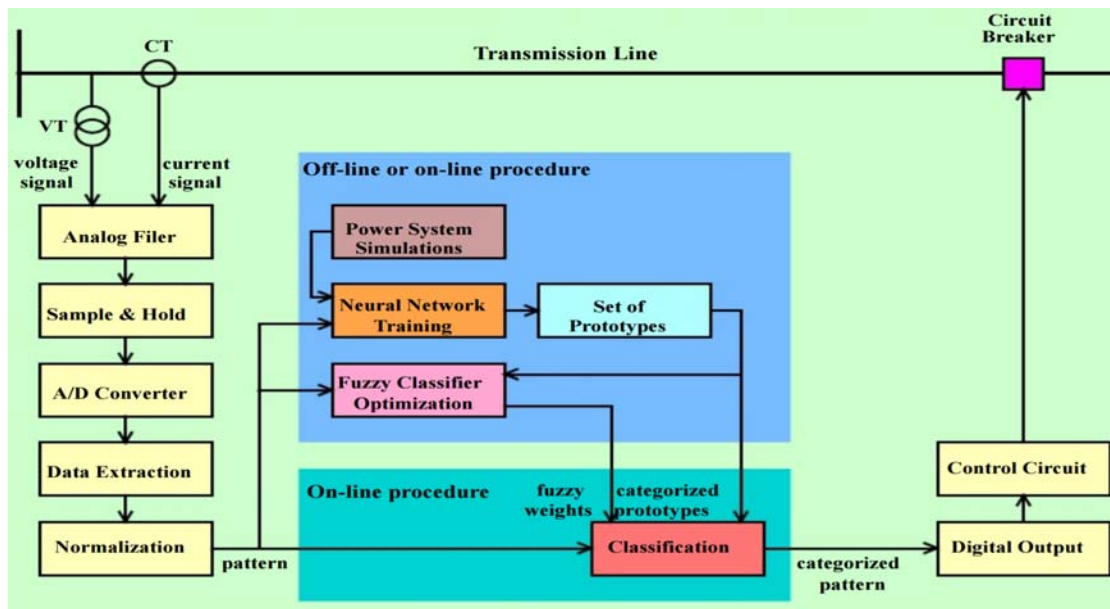 CT
Transmission Line
Circuit
Breaker
VT
voltage
signal
current
signal
Off-line or on-line procedure
Analog Filer
Power System
Simulations
Sample & Hold
Neural Network
Training
Set of
Prototypes
A/D Converter
Fuzzy Classifier
Optimization
Data Extraction
On-line procedure
fuzzy
weights
categorized
prototypes
Control Circuit
Normalization
pattern
Classification
categorized
pattern
Digital Output